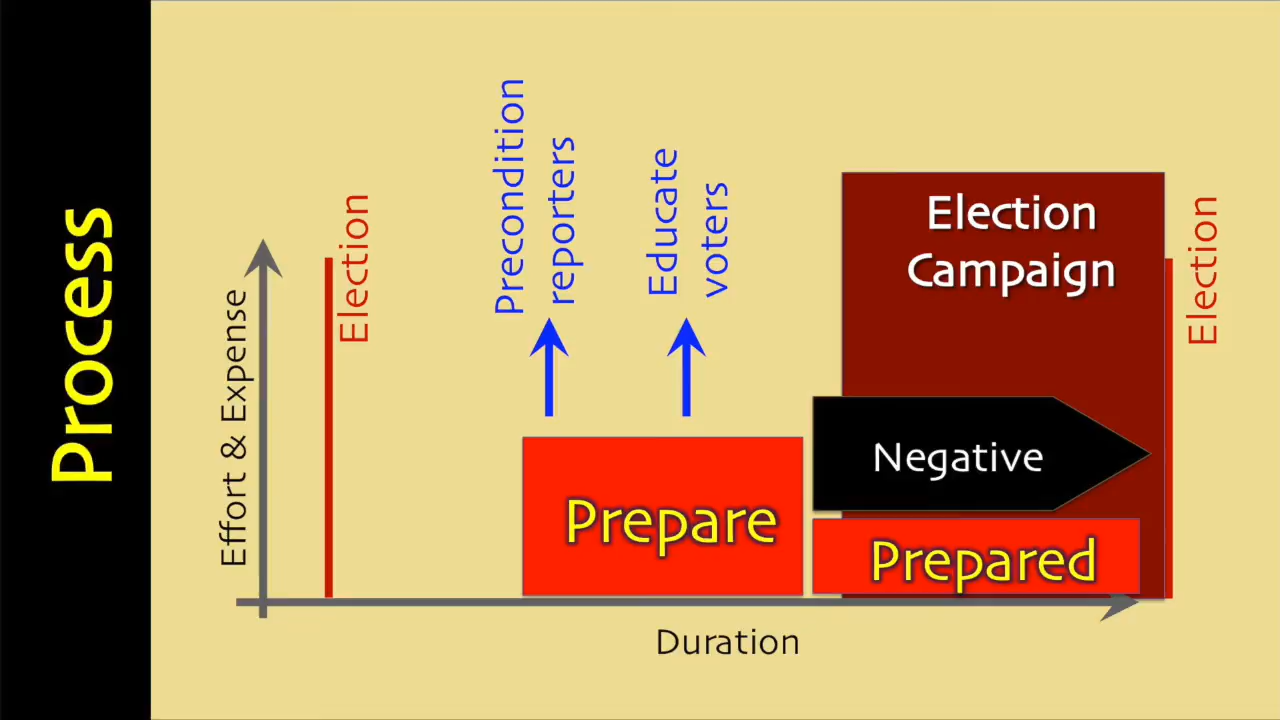 Process
Effort & Expense
Election
Precondition
reporters
Educate
voters
Election
Campaign
Election
Negative
Prepare
Prepared
Duration